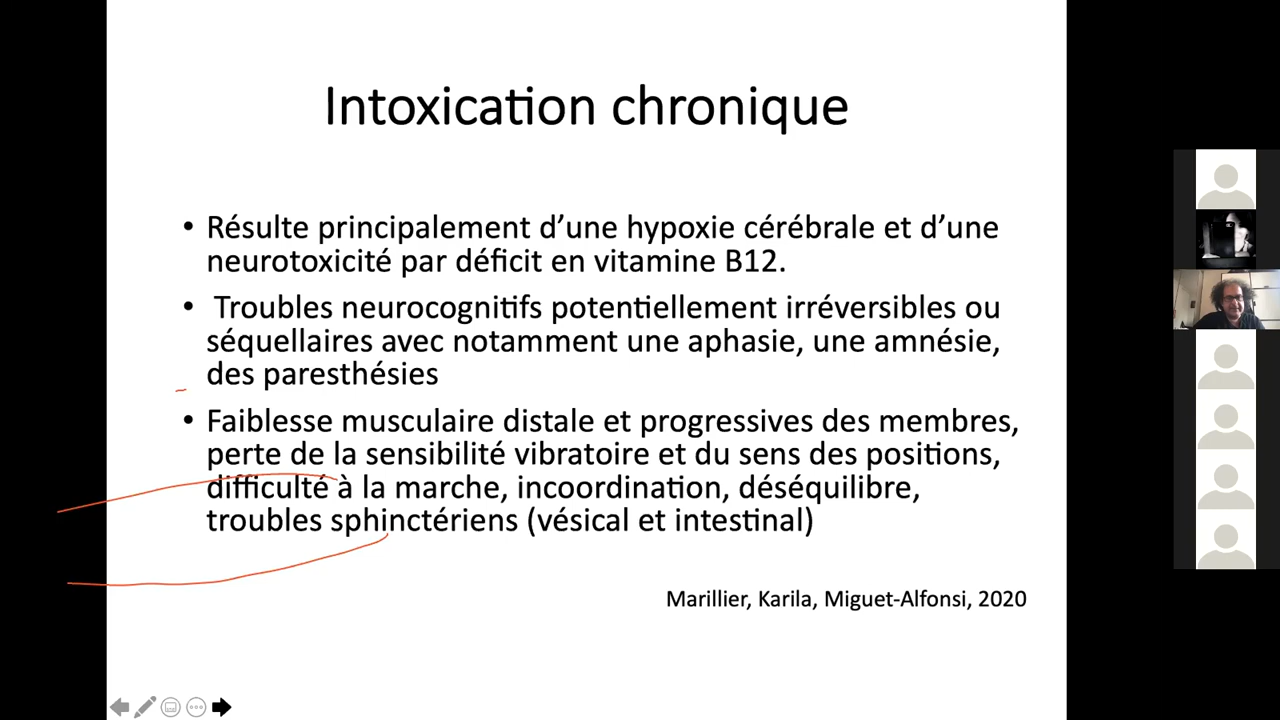 Intoxication chronique
• Résulte principalement d’une hypoxie cérébrale et d’une
neurotoxicité par déficit en vitamine B12.
• Troubles neurocognitifs potentiellement irréversibles ou
séquellaires avec notamment une aphasie, une amnésie,
des paresthésies
• Faiblesse musculaire distale et progressives des membres,
perte de la sensibilité vibratoire et du sens des positions,
difficulté à la marche, incoordination, déséquilibre,
troubles sphinctériens (vésical et intestinal)
Marillier, Karila, Miguet-Alfonsi, 2020